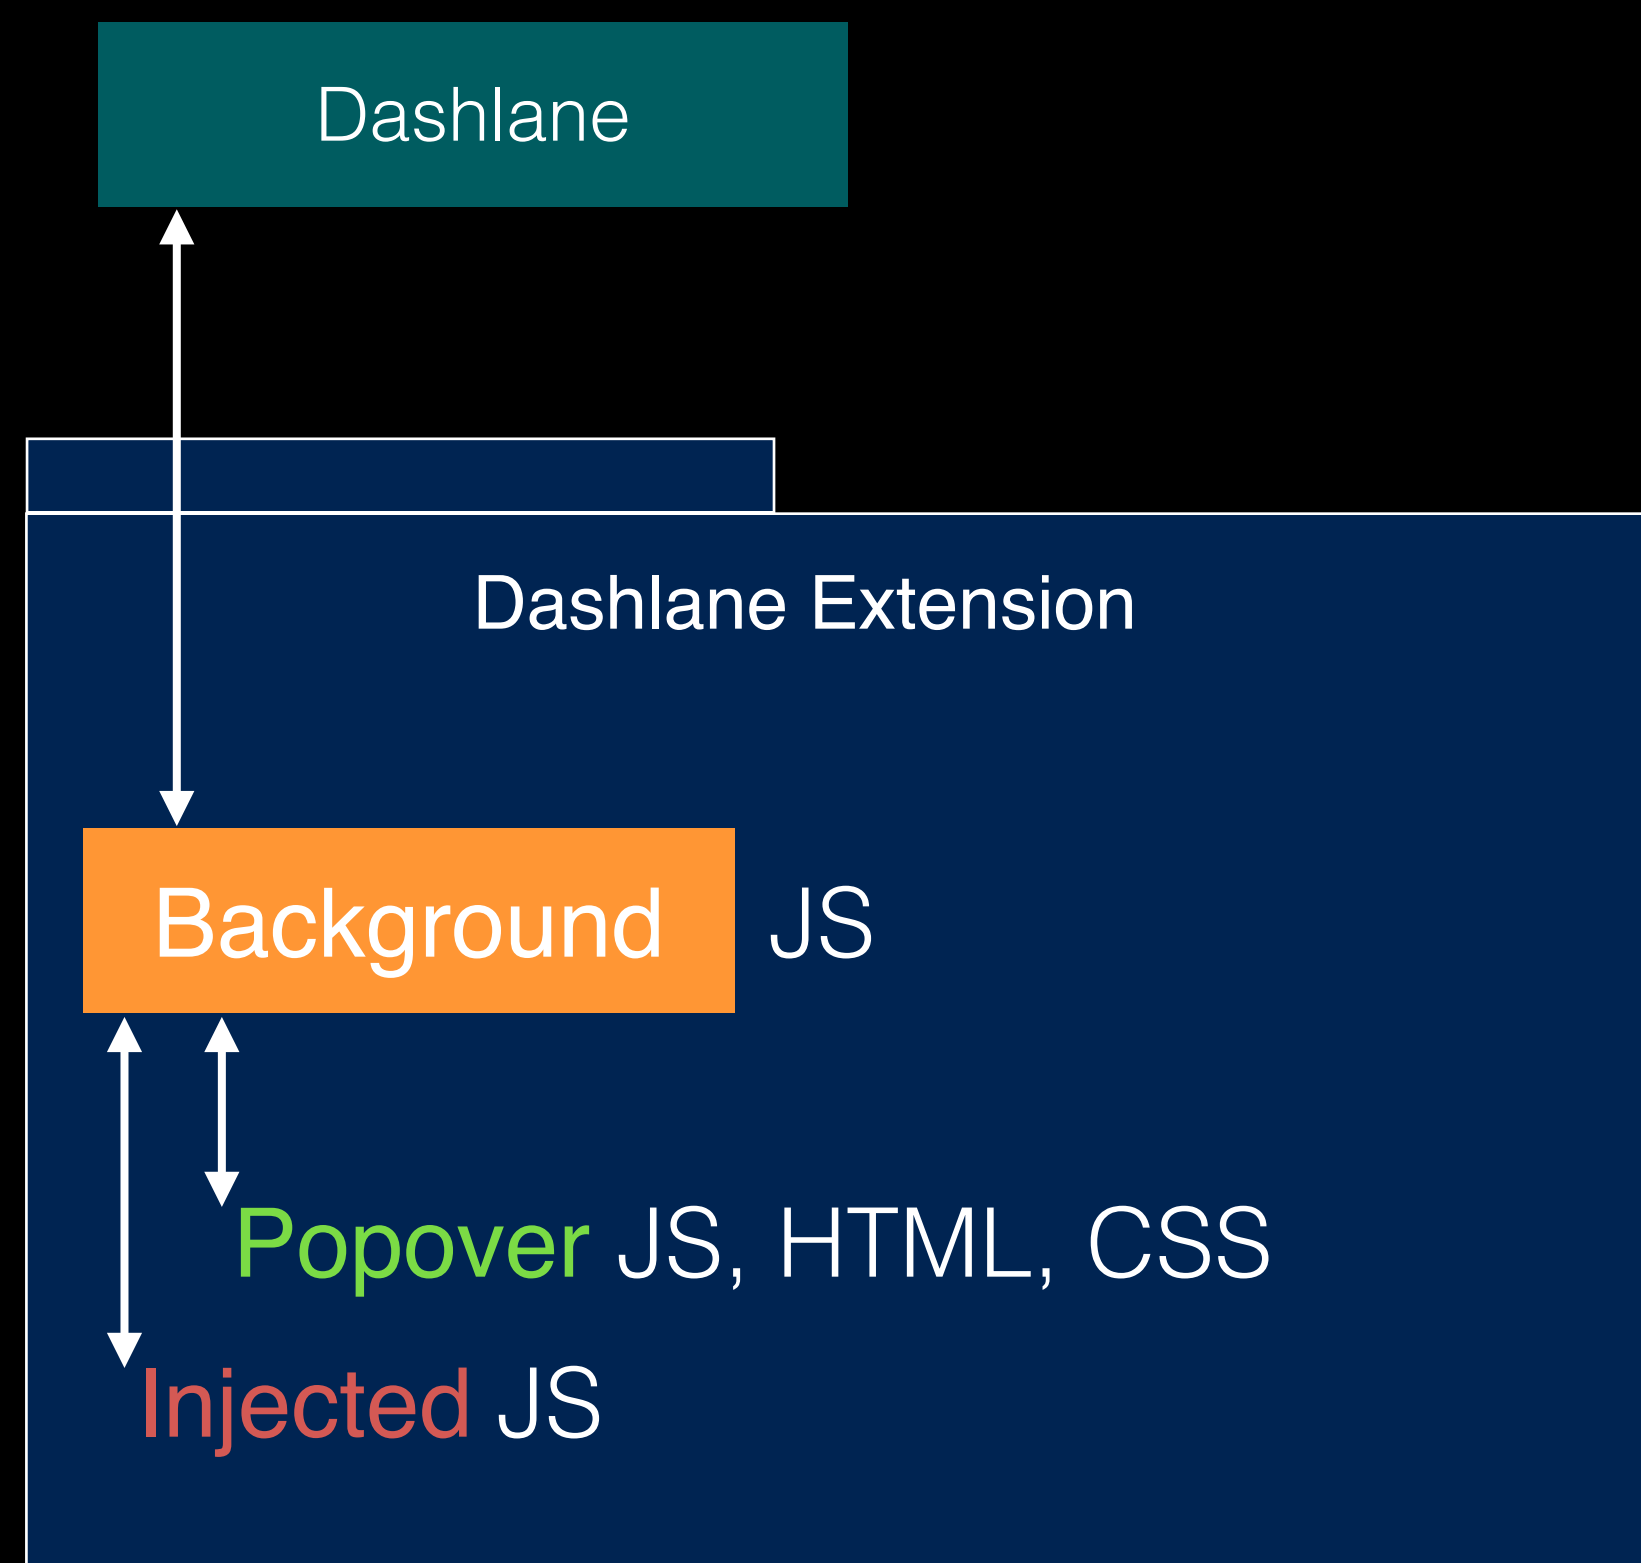 Dashlane
Dashlane Extension
Background JS
Popover JS, HTML, CSS
Injected JS